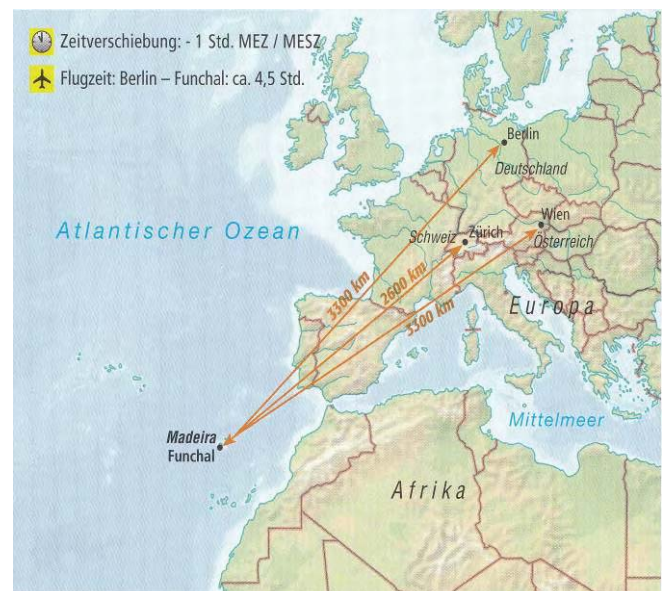 Zeitverschiebung: - 1 Std. MEZ / MESZ
Flugzeit: Berlin – Funchal: ca. 4,5 Std.
Berlin
Deutschland
Atlantischer Ozean
Wien
Schweiz
Zürich
Österreich
3300 km
2600 km
3300 km
Europa
Mittelmeer
Madeira
Funchal
Afrika